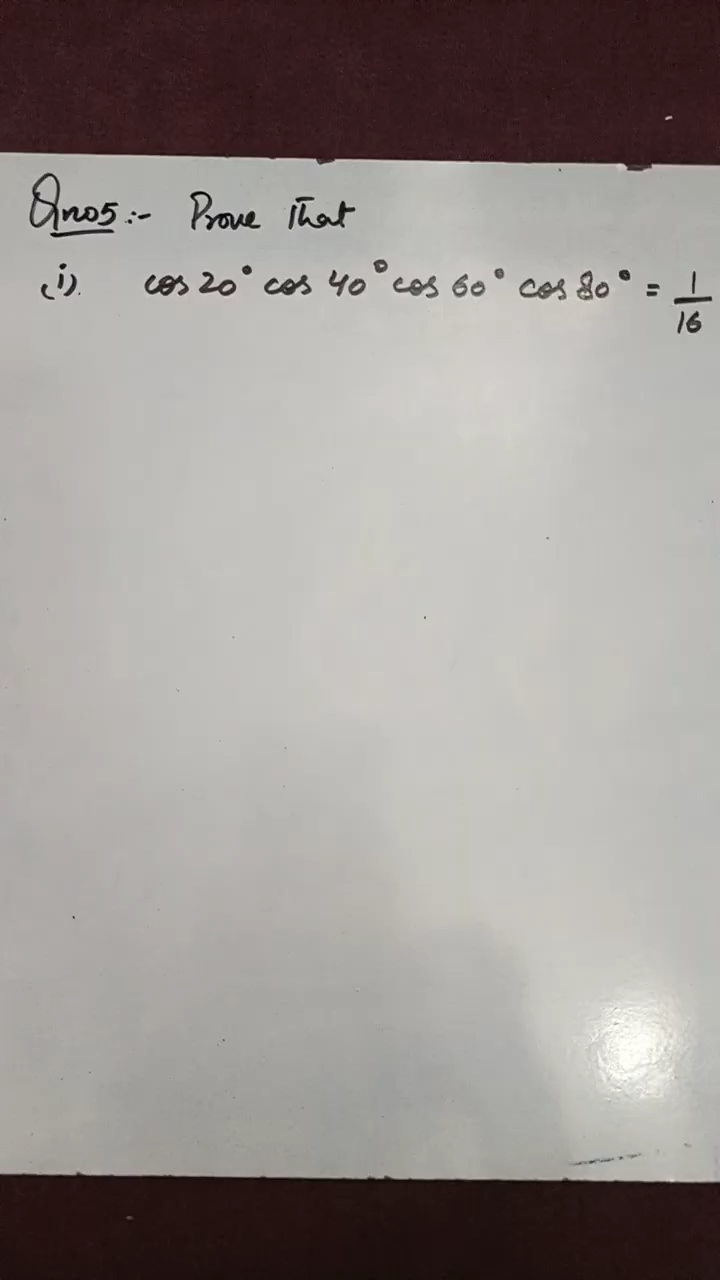 Qno5:- Prove That
(i). cos 20° cos 40° cos 60° cos 80° = 1/16